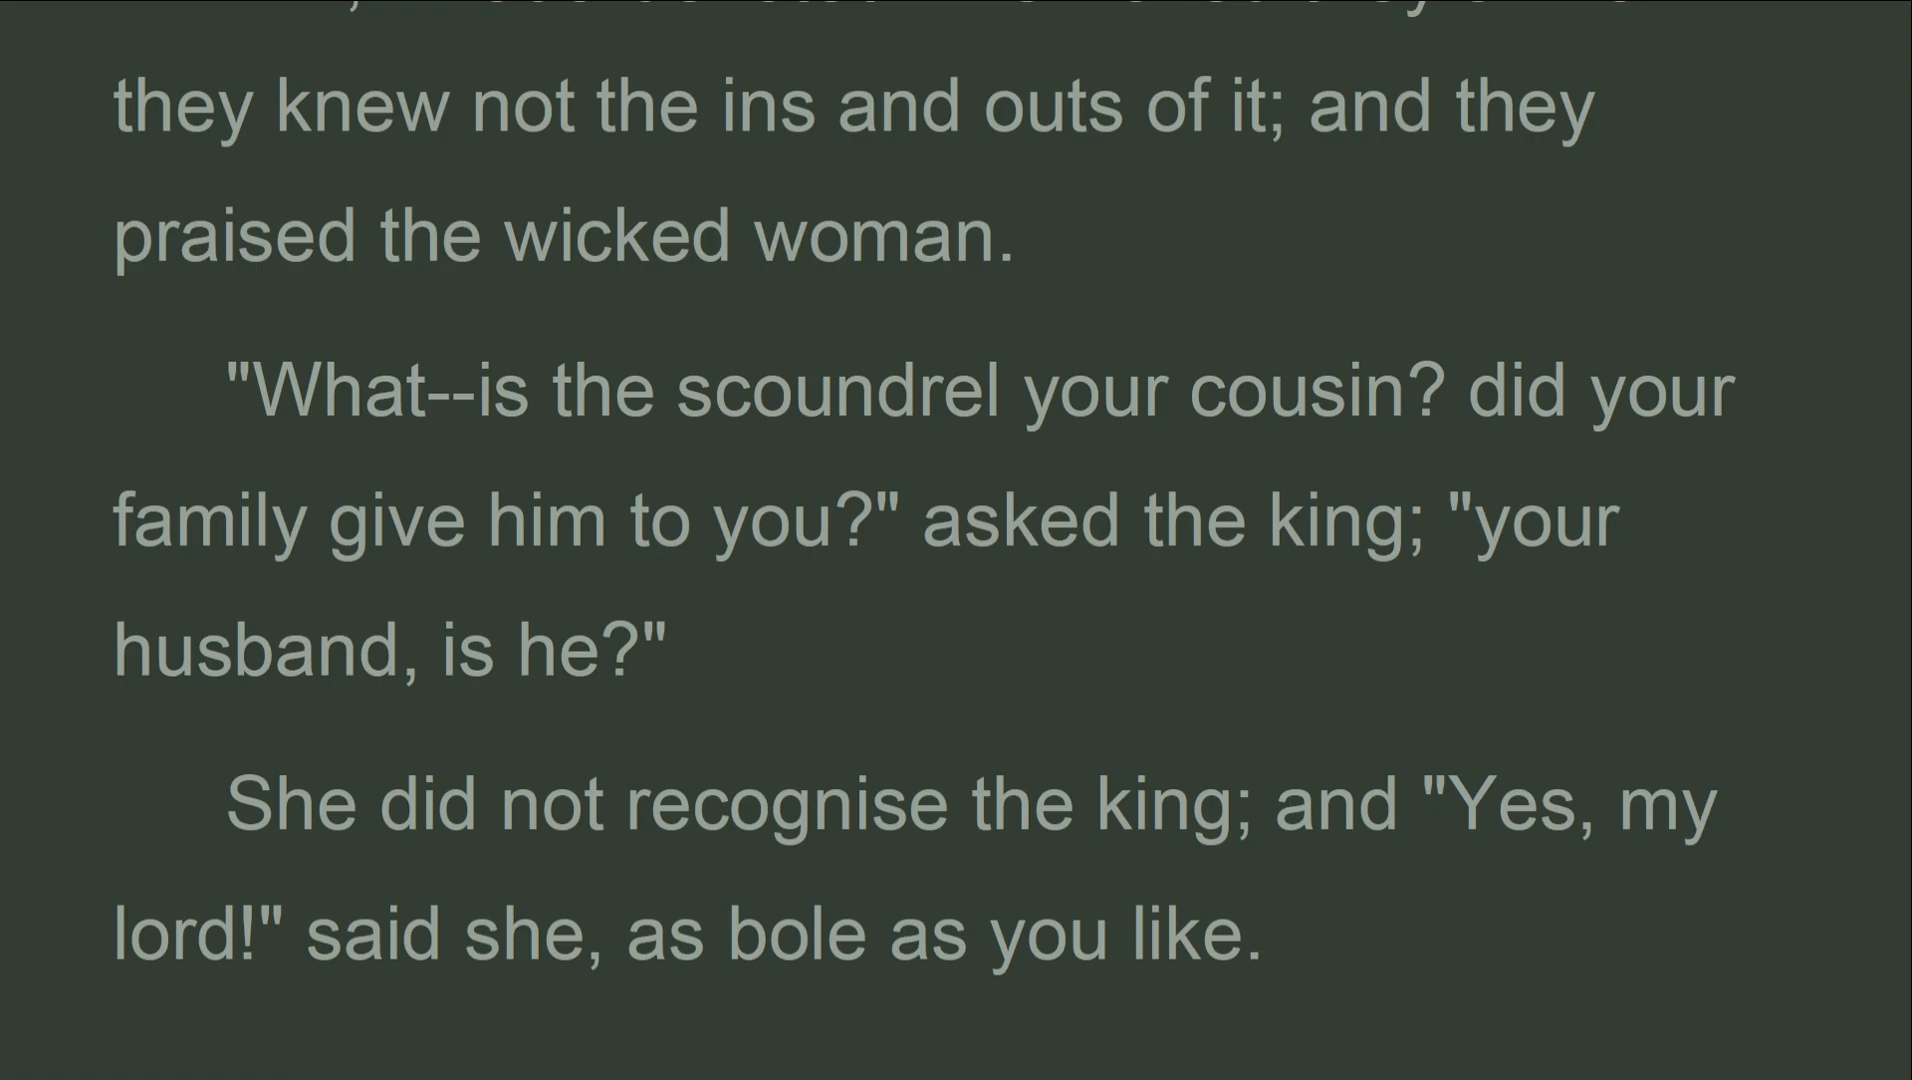 they knew not the ins and outs of it; and they
praised the wicked woman.
"What--is the scoundrel your cousin? did your
family give him to you?" asked the king; "your
husband, is he?"
She did not recognise the king; and "Yes, my
lord!" said she, as bole as you like.